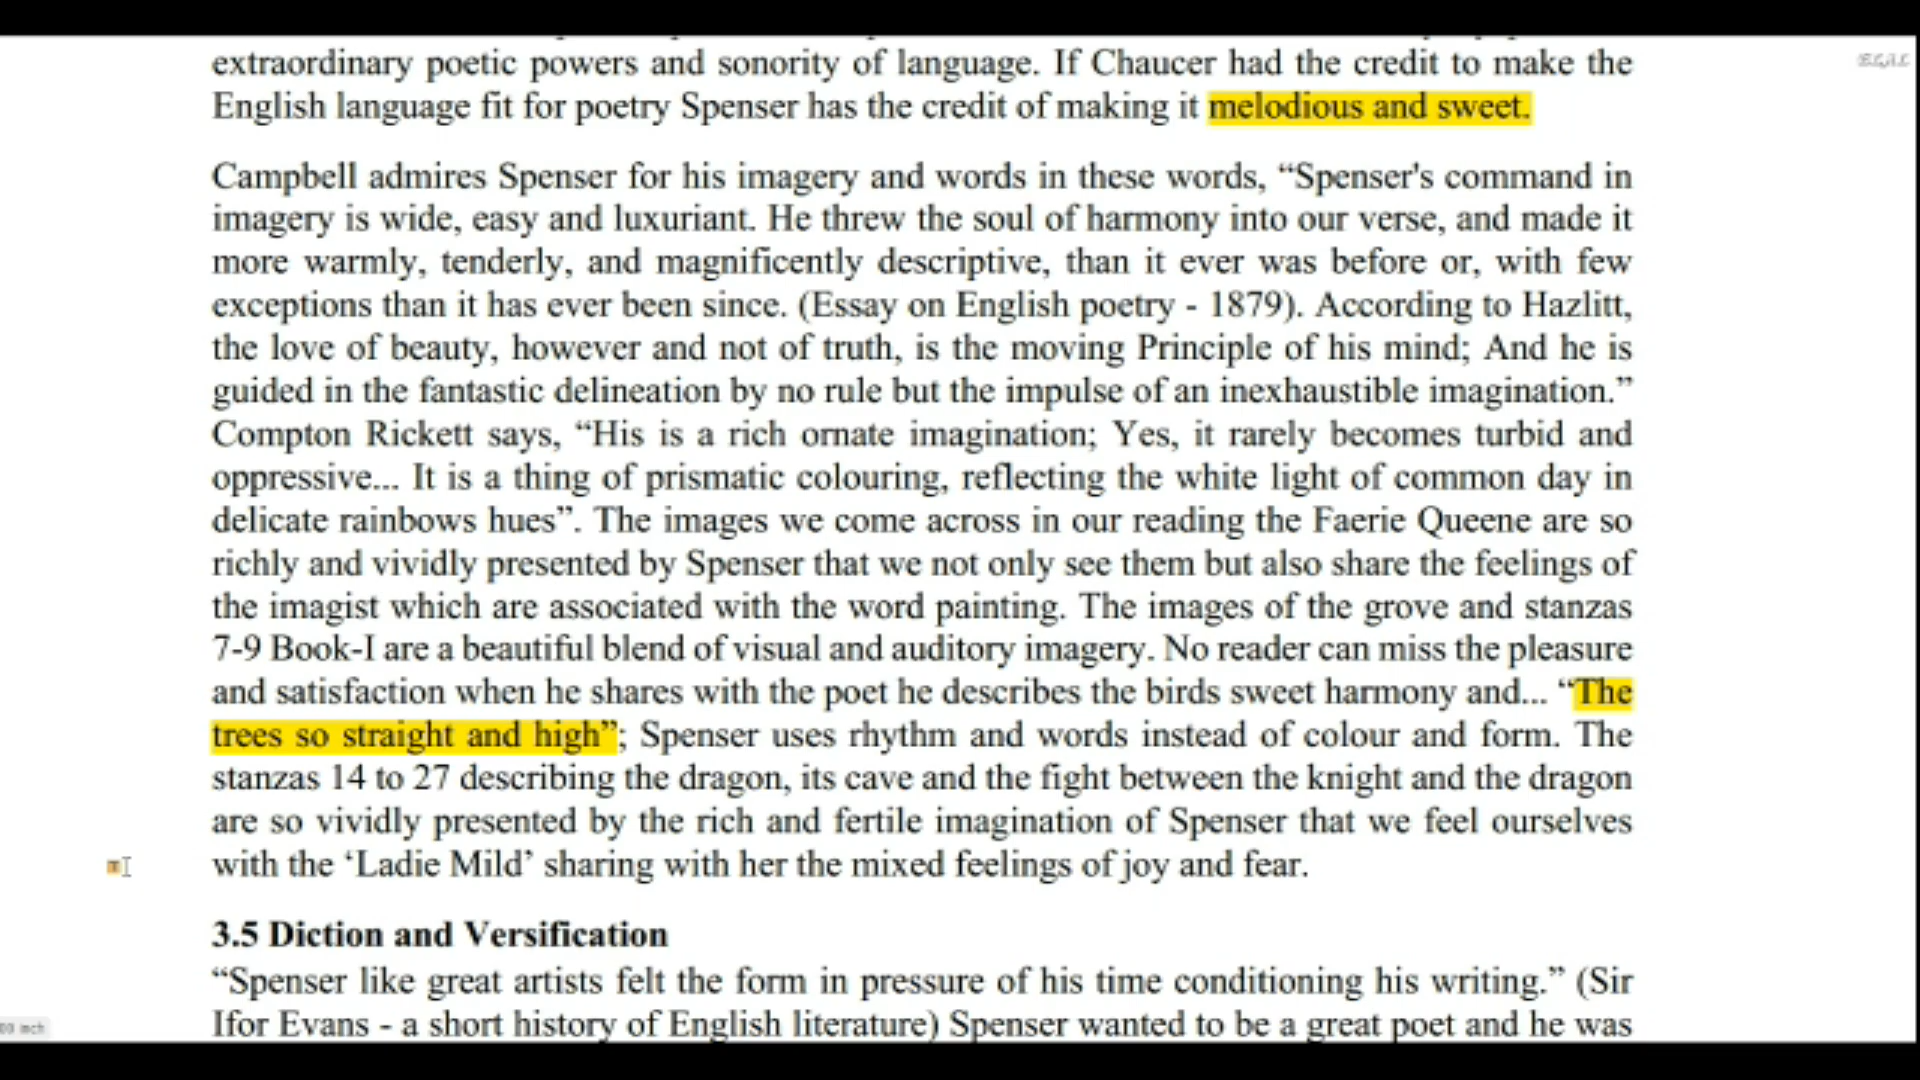 extraordinary poetic powers and sonority of language. If Chaucer had the credit to make the
English language fit for poetry Spenser has the credit of making it melodious and sweet.
Campbell admires Spenser for his imagery and words in these words, “Spenser's command in
imagery is wide, easy and luxuriant. He threw the soul of harmony into our verse, and made it
more warmly, tenderly, and magnificently descriptive, than it ever was before or, with few
exceptions than it has ever been since. (Essay on English poetry - 1879). According to Hazlitt,
the love of beauty, however and not of truth, is the moving Principle of his mind; And he is
guided in the fantastic delineation by no rule but the impulse of an inexhaustible imagination.”
Compton Rickett says, “His is a rich ornate imagination; Yes, it rarely becomes turbid and
oppressive... It is a thing of prismatic colouring, reflecting the white light of common day in
delicate rainbows hues”. The images we come across in our reading the Faerie Queene are so
richly and vividly presented by Spenser that we not only see them but also share the feelings of
the imagist which are associated with the word painting. The images of the grove and stanzas
7-9 Book-I are a beautiful blend of visual and auditory imagery. No reader can miss the pleasure
and satisfaction when he shares with the poet he describes the birds sweet harmony and... “The
trees so straight and high”; Spenser uses rhythm and words instead of colour and form. The
stanzas 14 to 27 describing the dragon, its cave and the fight between the knight and the dragon
are so vividly presented by the rich and fertile imagination of Spenser that we feel ourselves
with the ‘Ladie Mild’ sharing with her the mixed feelings of joy and fear.
3.5 Diction and Versification
“Spenser like great artists felt the form in pressure of his time conditioning his writing.” (Sir
Ifor Evans - a short history of English literature) Spenser wanted to be a great poet and he was